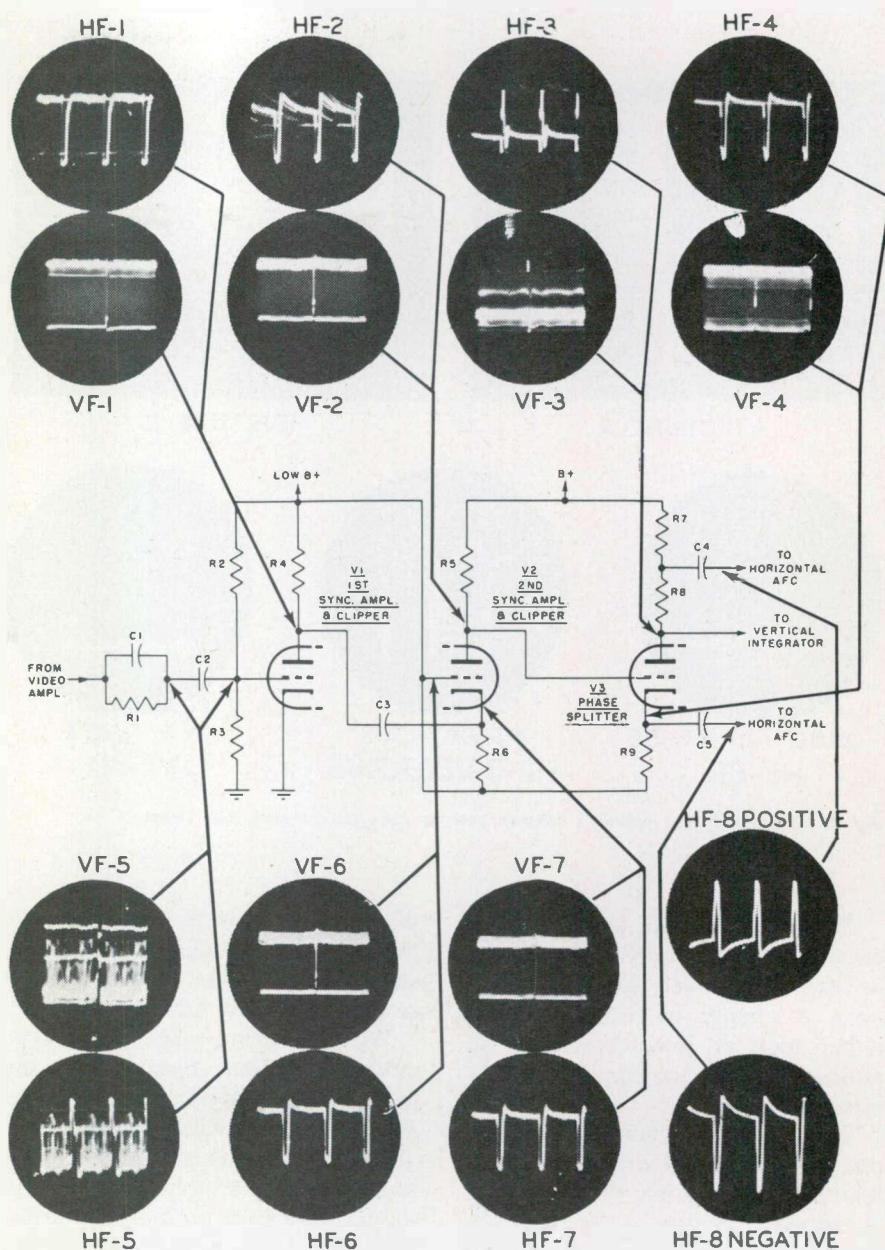 HF-1
HF-2
HF-3
HF-4
VF-1
VF-2
VF-3
VF-4
LOW B+
B+
R2
R4
V1
1ST
SYNC. AMPL.
& CLIPPER
R5
V2
2ND
SYNC AMPL
& CLIPPER
R7
C4
TO
HORIZONTAL
AFC
R8
TO
VERTICAL
INTEGRATOR
C1
FROM
VIDEO
AMPL.
R1
C2
R3
C3
R6
V3
PHASE
SPLITTER
R9
C5
TO
HORIZONTAL
AFC
HF-8 POSITIVE
VF-5
VF-6
VF-7
HF-5
HF-6
HF-7
HF-8 NEGATIVE